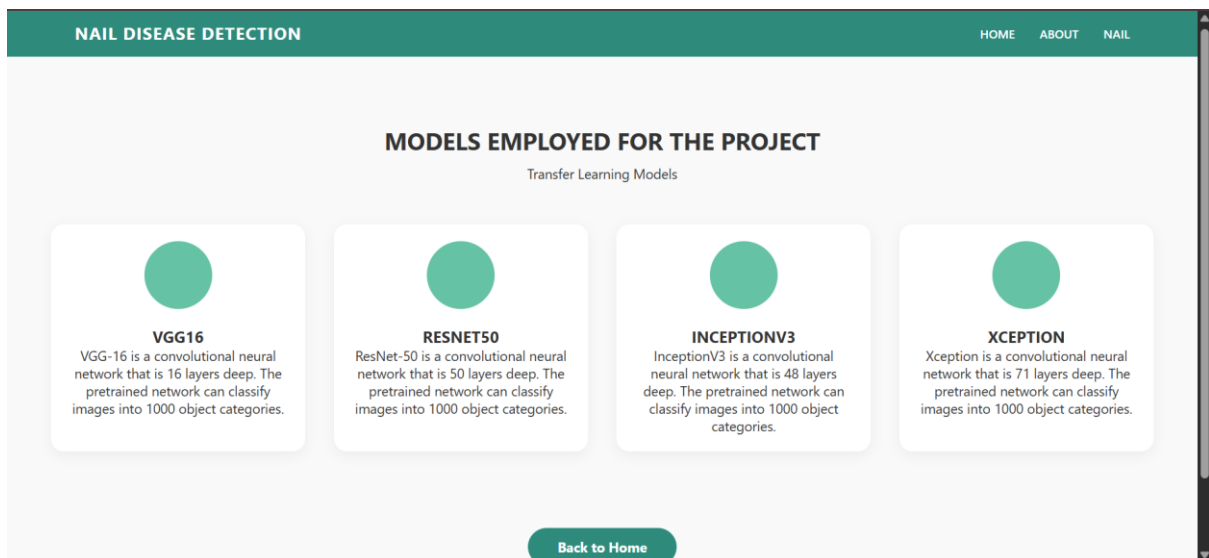 NAIL DISEASE DETECTION
HOME ABOUT NAIL
MODELS EMPLOYED FOR THE PROJECT
Transfer Learning Models
VGG16
VGG-16 is a convolutional neural
network that is 16 layers deep. The
pretrained network can classify
images into 1000 object categories.
RESNET50
ResNet-50 is a convolutional neural
network that is 50 layers deep. The
pretrained network can classify
images into 1000 object categories.
INCEPTIONV3
InceptionV3 is a convolutional
neural network that is 48 layers
deep. The pretrained network can
classify images into 1000 object
categories.
XCEPTION
Xception is a convolutional neural
network that is 71 layers deep. The
pretrained network can classify
images into 1000 object categories.
Back to Home